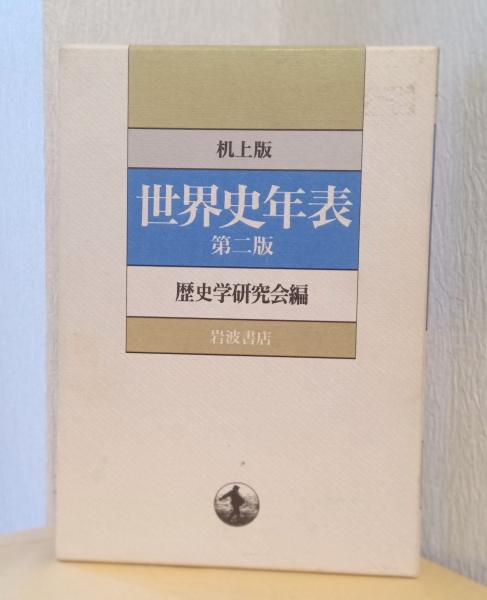 机上版
世界史年表
第二版
歴史学研究会編
岩波書店